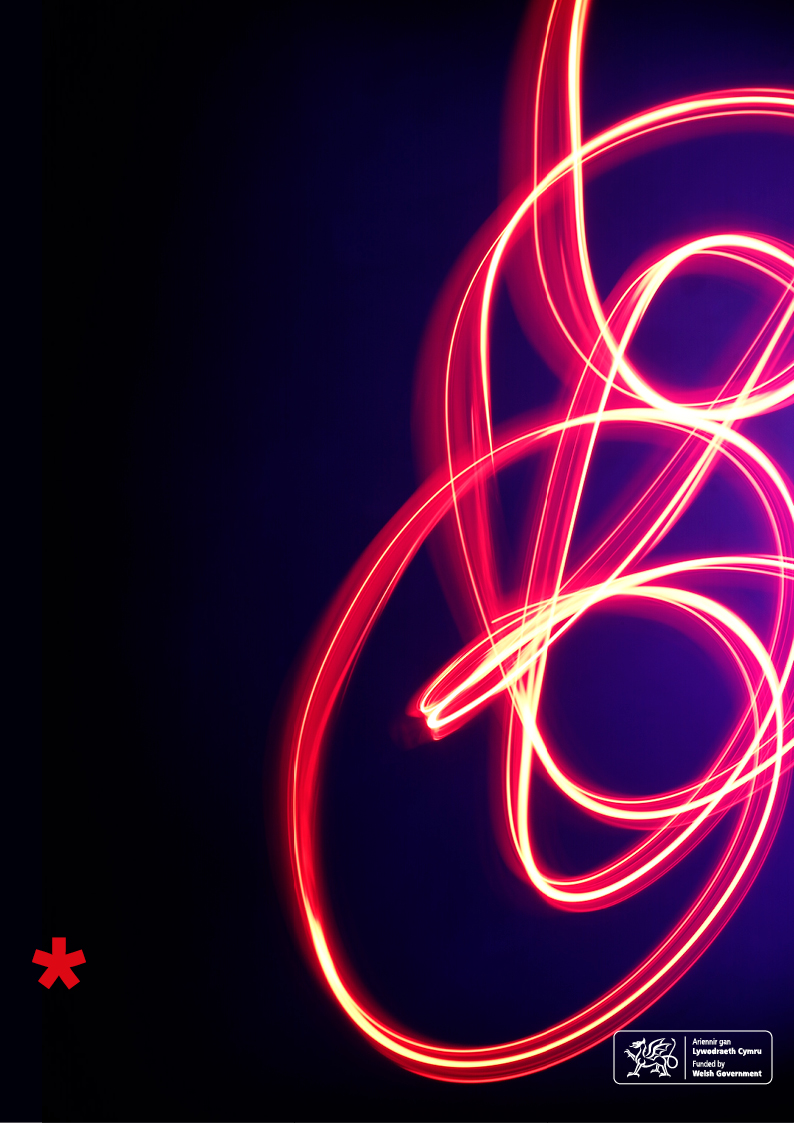 Ariennir gan
Lywodraeth Cymru
Funded by
Welsh Government